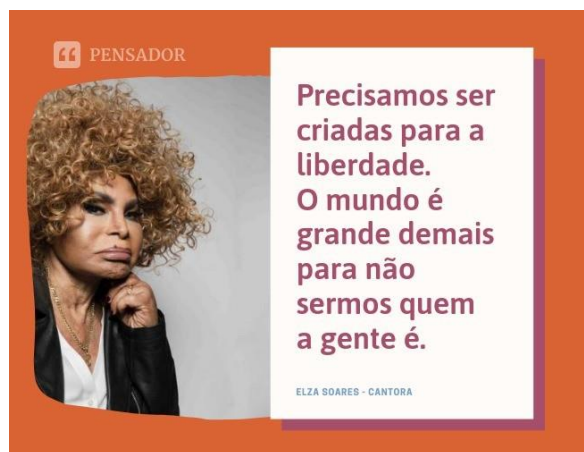 PENSADOR
Precisamos ser
criadas para a
liberdade.
O mundo é
grande demais
para não
sermos quem
a gente é.
ELZA SOARES - CANTORA